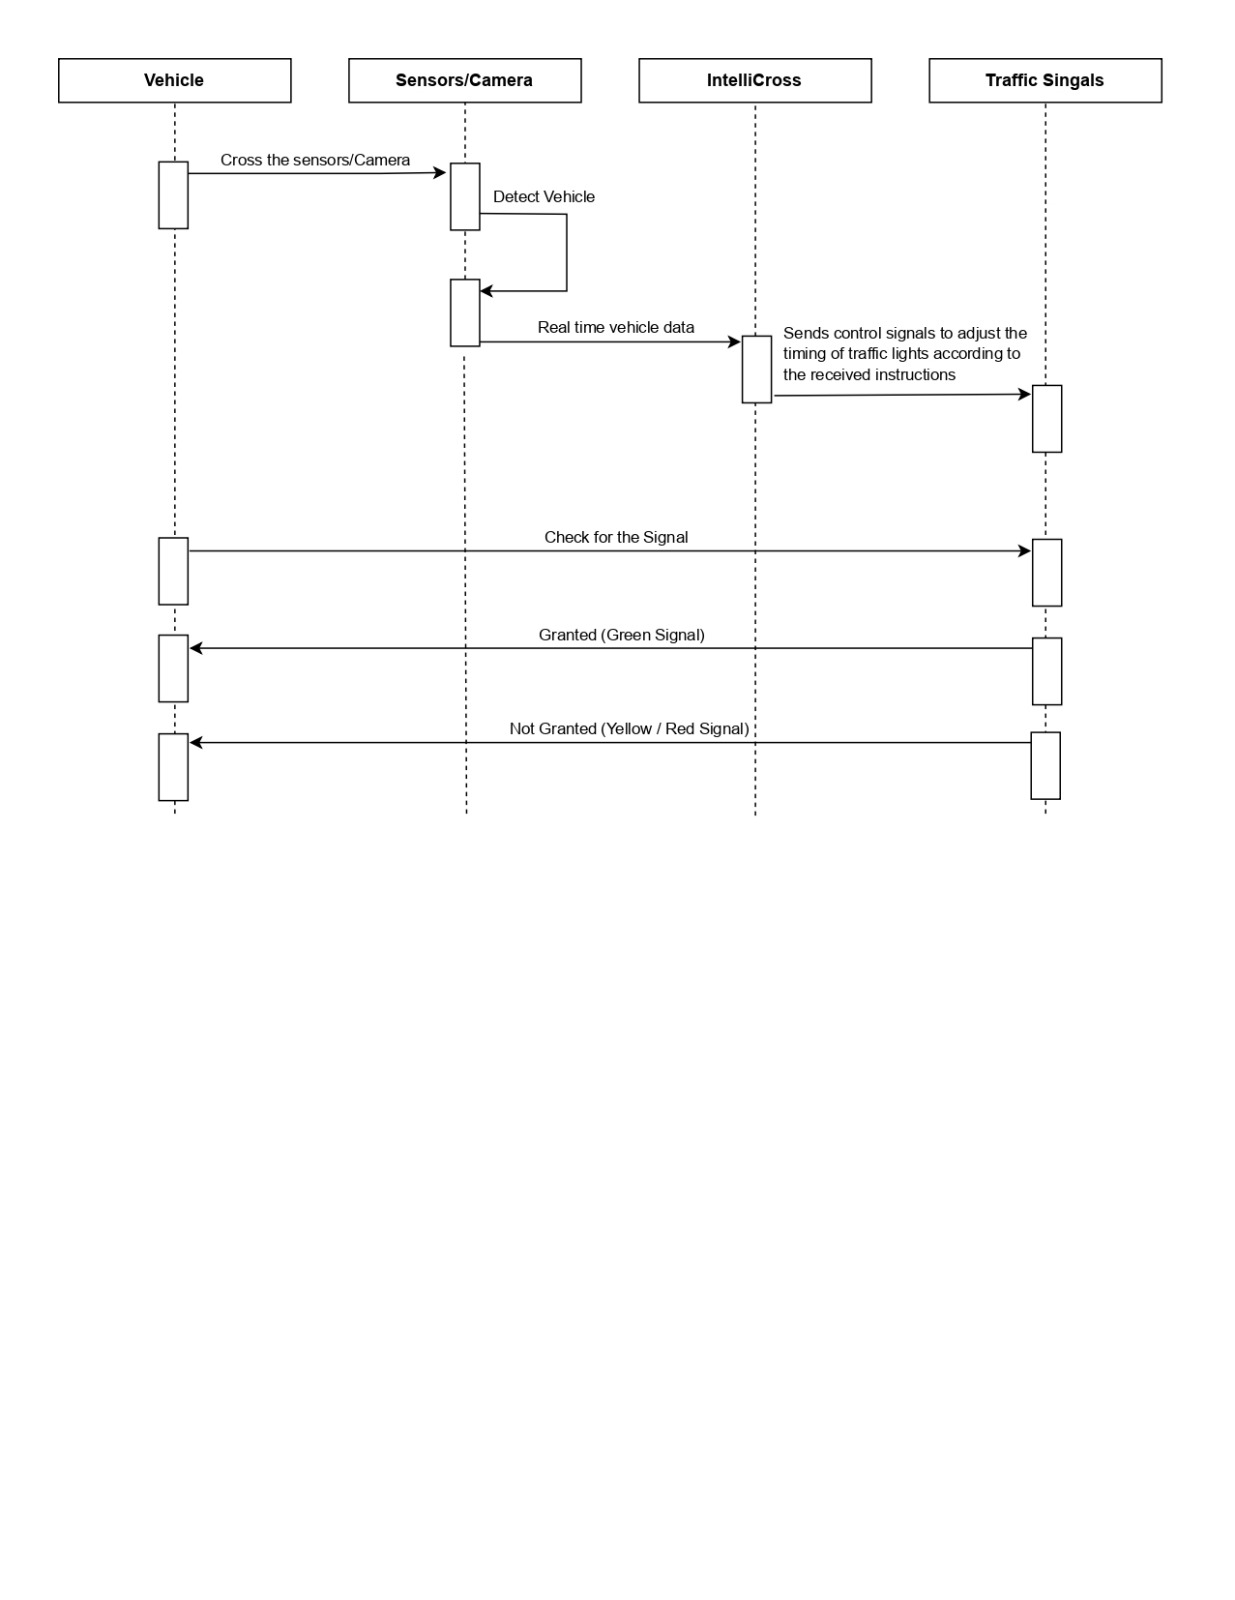 Vehicle
Sensors/Camera
IntelliCross
Traffic Singals
Cross the sensors/Camera
Detect Vehicle
Real time vehicle data
Sends control signals to adjust the
timing of traffic lights according to
the received instructions
Check for the Signal
Granted (Green Signal)
Not Granted (Yellow / Red Signal)